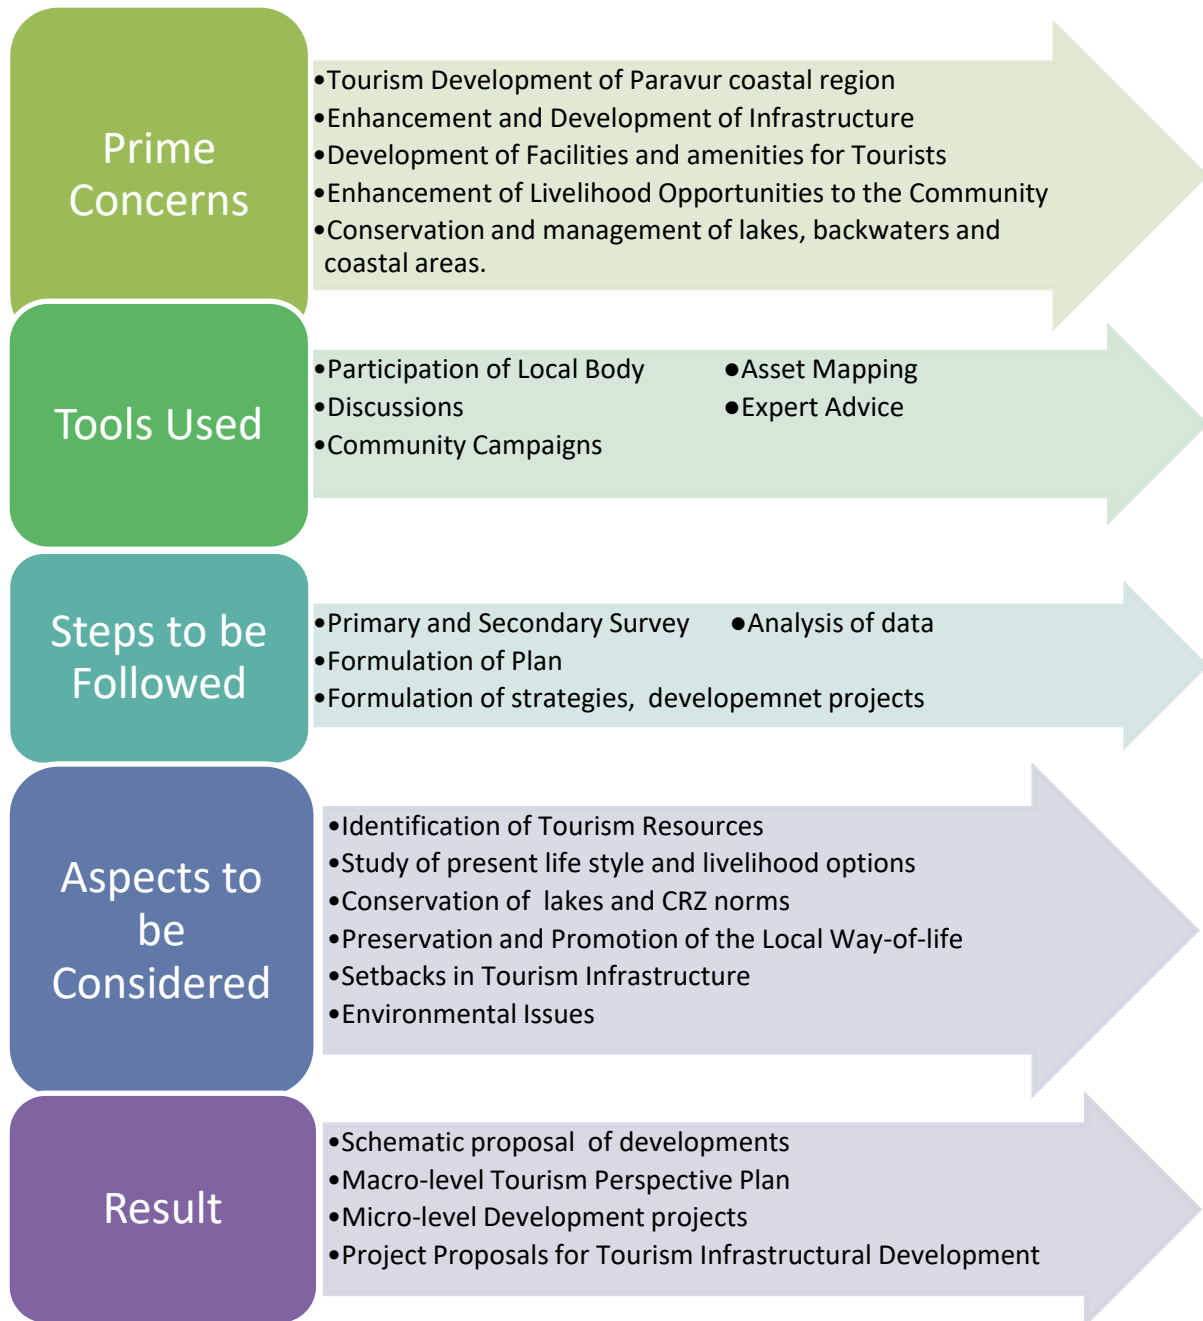 Prime
Concerns
•Tourism Development of Paravur coastal region
•Enhancement and Development of Infrastructure
•Development of Facilities and amenities for Tourists
•Enhancement of Livelihood Opportunities to the Community
•Conservation and management of lakes, backwaters and
coastal areas.
Tools Used
•Participation of Local Body ●Asset Mapping
•Discussions ●Expert Advice
•Community Campaigns
Steps to be
Followed
•Primary and Secondary Survey ●Analysis of data
•Formulation of Plan
•Formulation of strategies, developemnet projects
Aspects to
be
Considered
•Identification of Tourism Resources
•Study of present life style and livelihood options
•Conservation of lakes and CRZ norms
•Preservation and Promotion of the Local Way-of-life
•Setbacks in Tourism Infrastructure
•Environmental Issues
Result
•Schematic proposal of developments
•Macro-level Tourism Perspective Plan
•Micro-level Development projects
•Project Proposals for Tourism Infrastructural Development